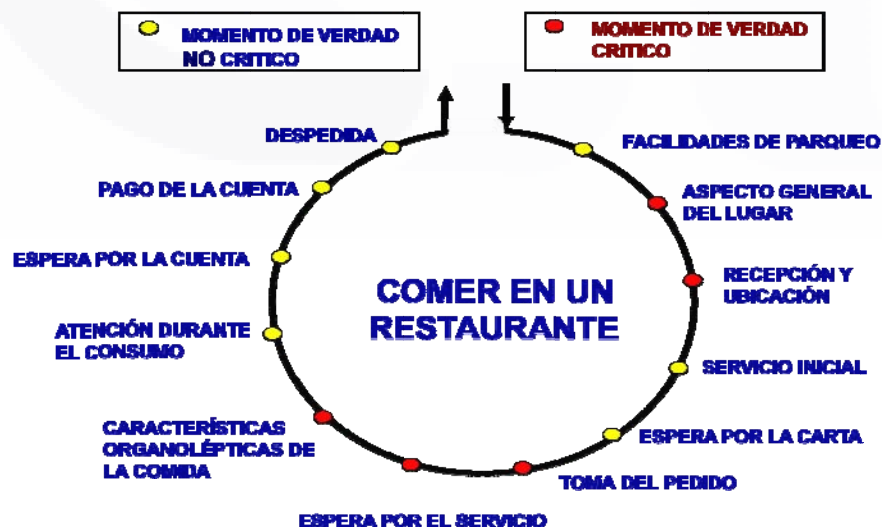 MOMENTO DE VERDAD
NO CRITICO
MOMENTO DE VERDAD
CRITICO
DESPEDIDA
FACILIDADES DE PARQUEO
PAGO DE LA CUENTA
ASPECTO GENERAL
DEL LUGAR
ESPERA POR LA CUENTA
RECEPCIÓN Y
UBICACIÓN
COMER EN UN
RESTAURANTE
ATENCIÓN DURANTE
EL CONSUMO
SERVICIO INICIAL
CARACTERÍSTICAS
ORGANOLÉPTICAS DE
LA COMIDA
ESPERA POR LA CARTA
TOMA DEL PEDIDO
ESPERA POR EL SERVICIO